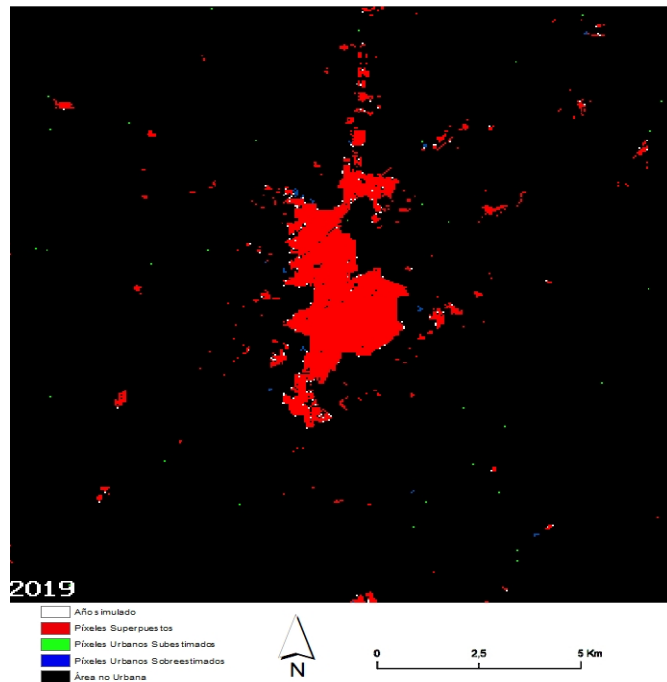 2019
Año simulado
Píxeles Superpuestos
Píxeles Urbanos Subestimados
Píxeles Urbanos Sobreestimados
Área no Urbana
N
0 2,5 5 Km